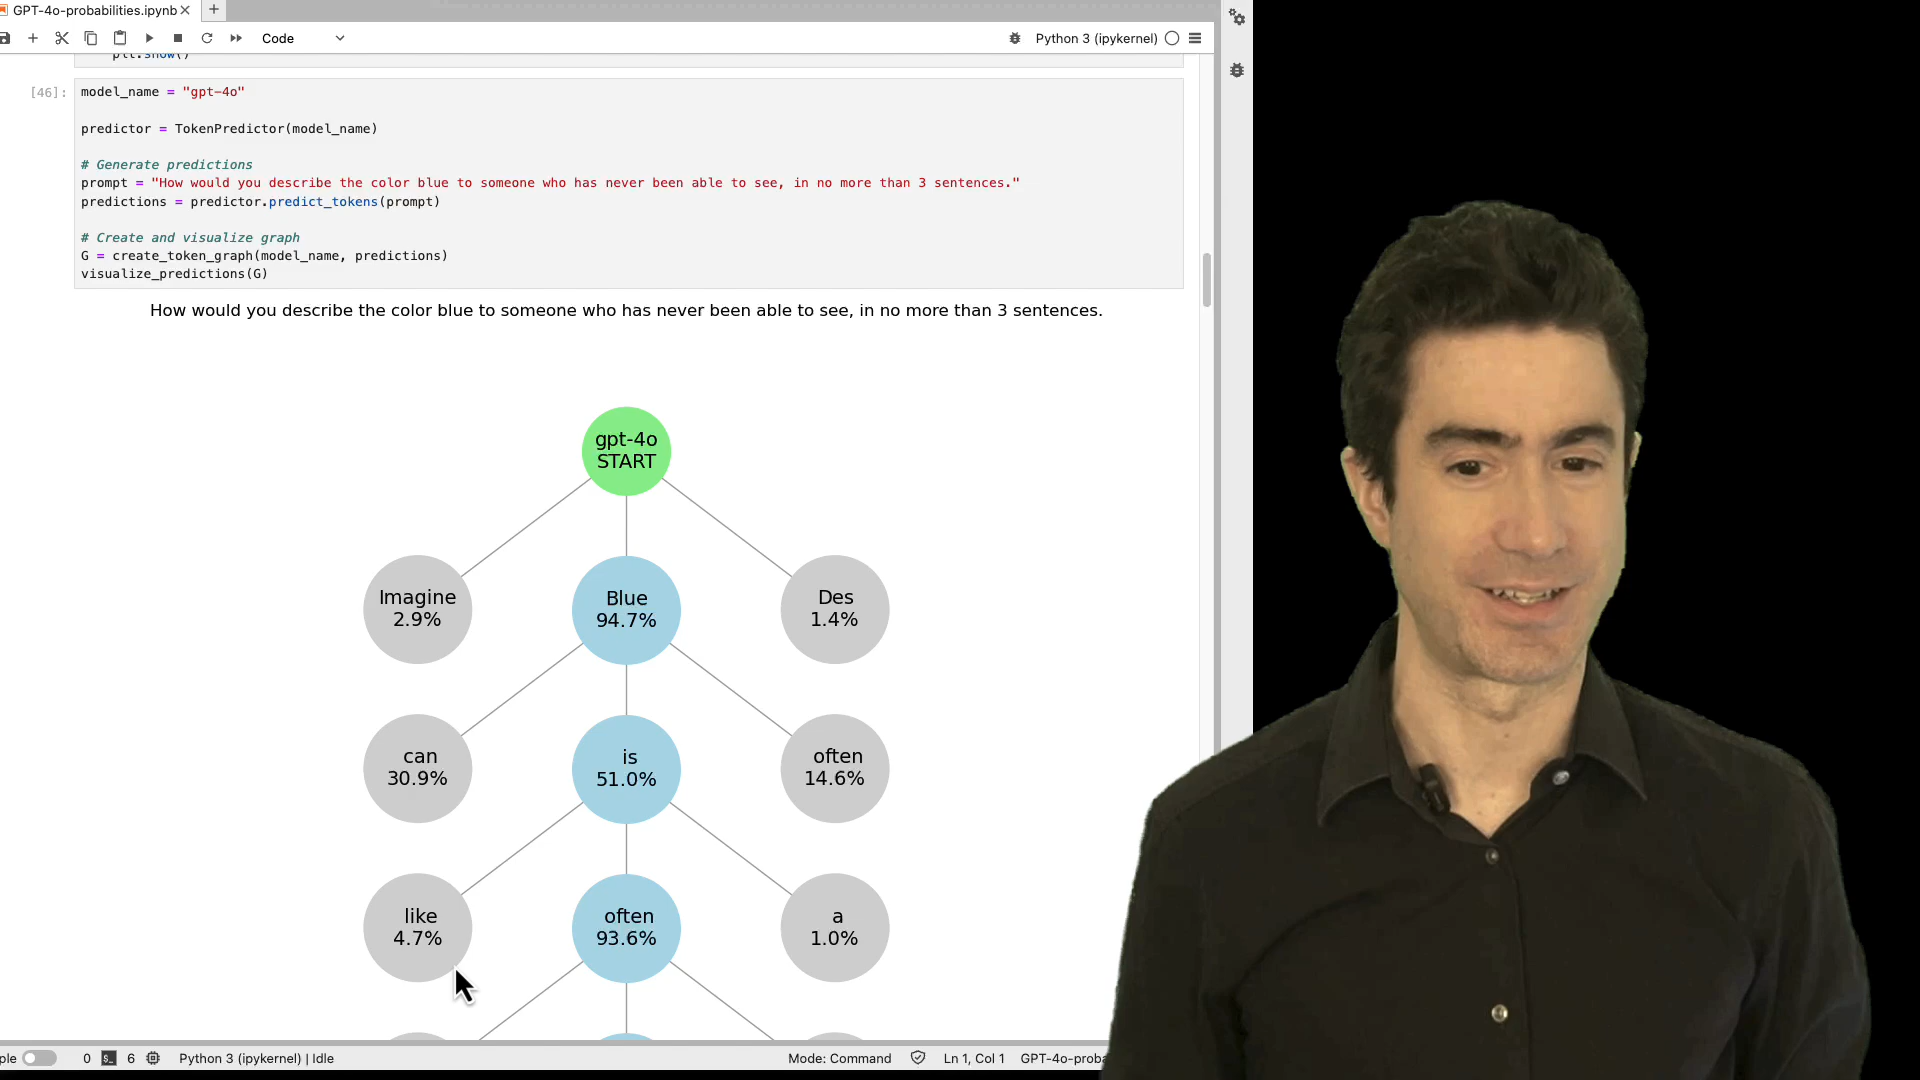 GPT-4o-probabilities.ipynb
Code
Python 3 (ipykernel)
plt.show()
[46]:
model_name = "gpt-4o"
predictor = TokenPredictor(model_name)
# Generate predictions
prompt = "How would you describe the color blue to someone who has never been able to see, in no more than 3 sentences."
predictions = predictor.predict_tokens(prompt)
# Create and visualize graph
G = create_token_graph(model_name, predictions)
visualize_predictions(G)
How would you describe the color blue to someone who has never been able to see, in no more than 3 sentences.
gpt-4o
START
Imagine
2.9%
Blue
94.7%
Des
1.4%
can
30.9%
is
51.0%
often
14.6%
like
4.7%
often
93.6%
a
1.0%
ple
0
6
Python 3 (ipykernel) | Idle
Mode: Command
Ln 1, Col 1
GPT-4o-proba